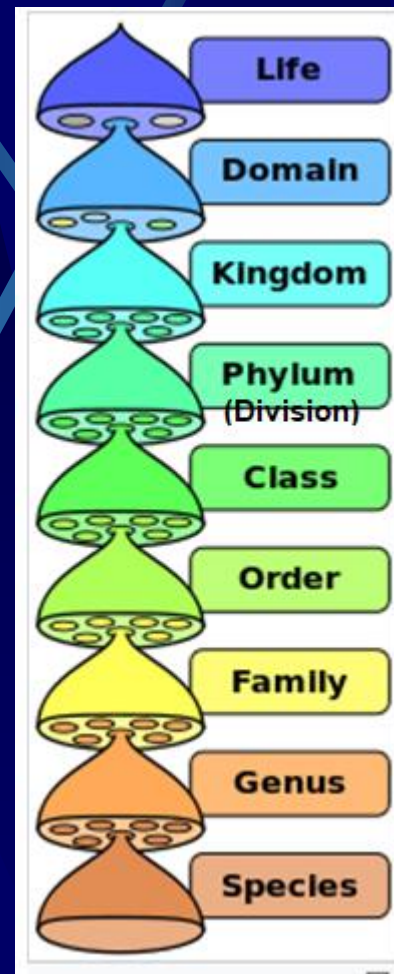 Life
Domain
Kingdom
Phylum
(Division)
Class
Order
Family
Genus
Species